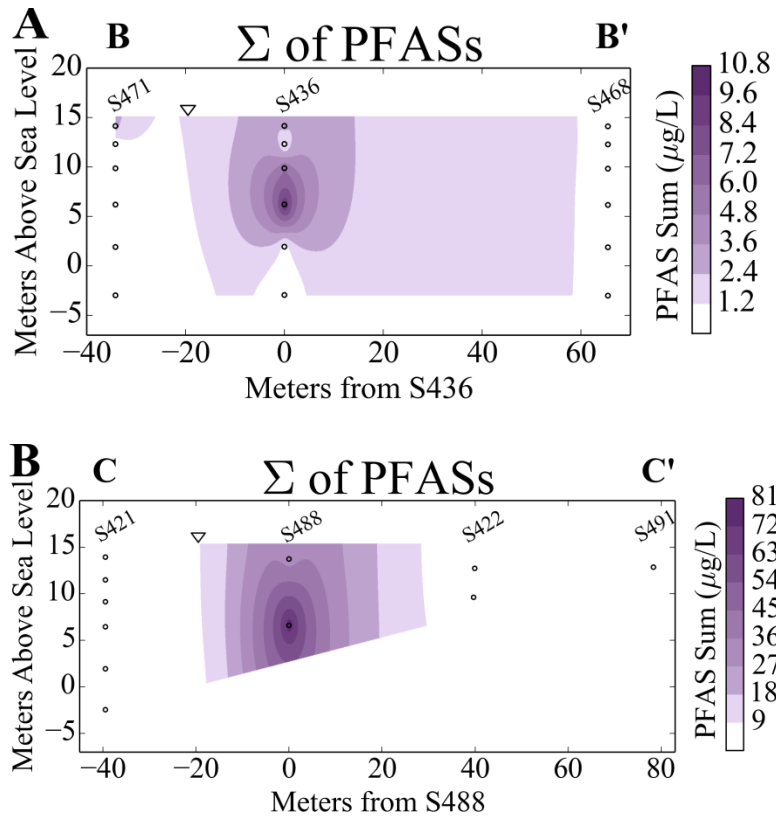 A
B
B'
Σ of PFASs
S471
S436
S468
20
15
10
5
0
−5
−40
−20
0
20
40
60
Meters Above Sea Level
Meters from S436
10.8
9.6
8.4
7.2
6.0
4.8
3.6
2.4
1.2
PFAS Sum (μg/L)
B
C
C'
Σ of PFASs
S421
S488
S422
S491
20
15
10
5
0
−5
−40
−20
0
20
40
60
80
Meters Above Sea Level
Meters from S488
81
72
63
54
45
36
27
18
9
PFAS Sum (μg/L)